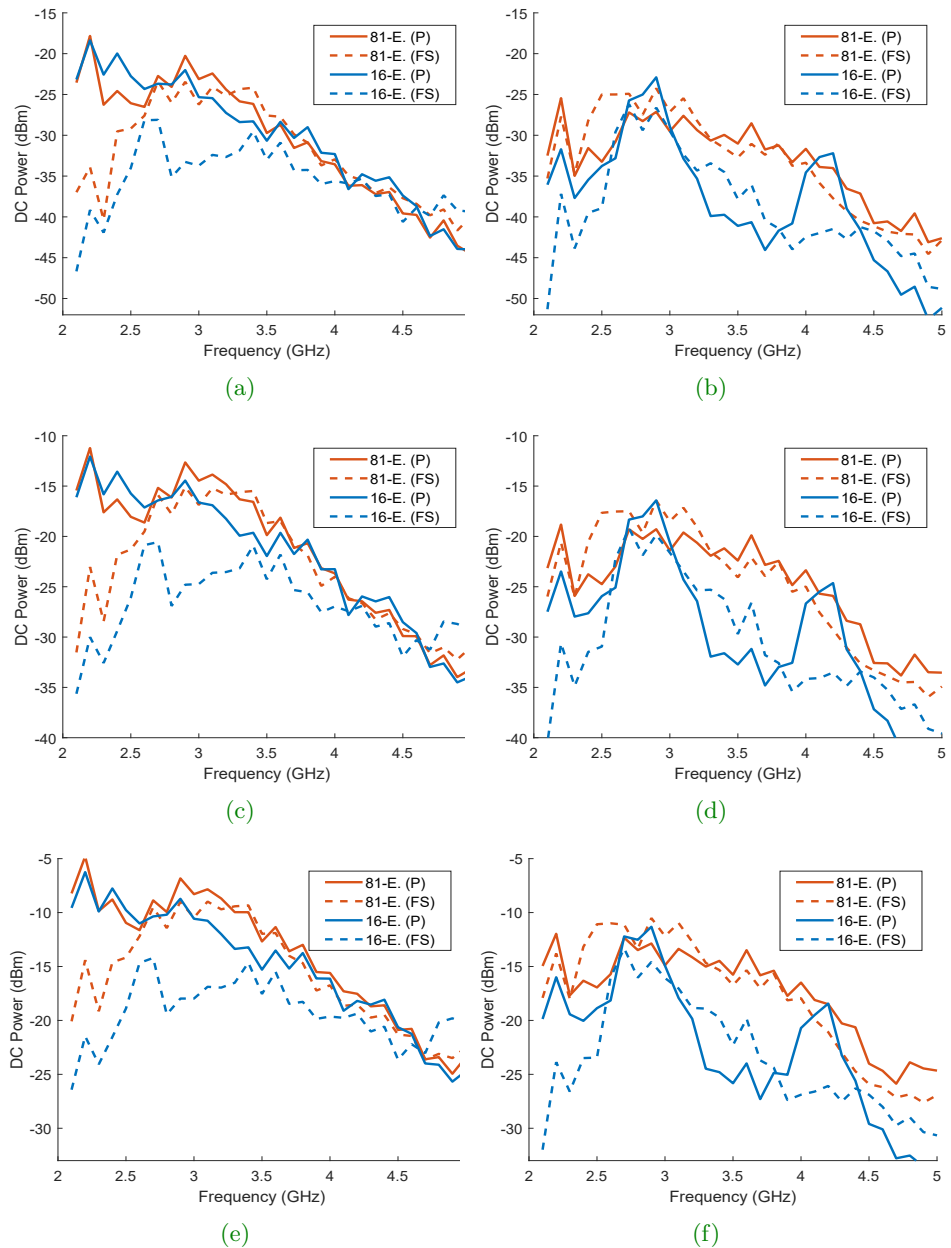 -15
-20
-25
-30
-35
-40
-45
-50
DC Power (dBm)
81-E. (P)
81-E. (FS)
16-E. (P)
16-E. (FS)
2 2.5 3 3.5 4 4.5
Frequency (GHz)
(a)
-15
-20
-25
-30
-35
-40
-45
-50
DC Power (dBm)
81-E. (P)
81-E. (FS)
16-E. (P)
16-E. (FS)
2 2.5 3 3.5 4 4.5 5
Frequency (GHz)
(b)
-10
-15
-20
-25
-30
-35
-40
DC Power (dBm)
81-E. (P)
81-E. (FS)
16-E. (P)
16-E. (FS)
2 2.5 3 3.5 4 4.5
Frequency (GHz)
(c)
-10
-15
-20
-25
-30
-35
-40
DC Power (dBm)
81-E. (P)
81-E. (FS)
16-E. (P)
16-E. (FS)
2 2.5 3 3.5 4 4.5 5
Frequency (GHz)
(d)
-5
-10
-15
-20
-25
-30
DC Power (dBm)
81-E. (P)
81-E. (FS)
16-E. (P)
16-E. (FS)
2 2.5 3 3.5 4 4.5
Frequency (GHz)
(e)
-5
-10
-15
-20
-25
-30
DC Power (dBm)
81-E. (P)
81-E. (FS)
16-E. (P)
16-E. (FS)
2 2.5 3 3.5 4 4.5 5
Frequency (GHz)
(f)